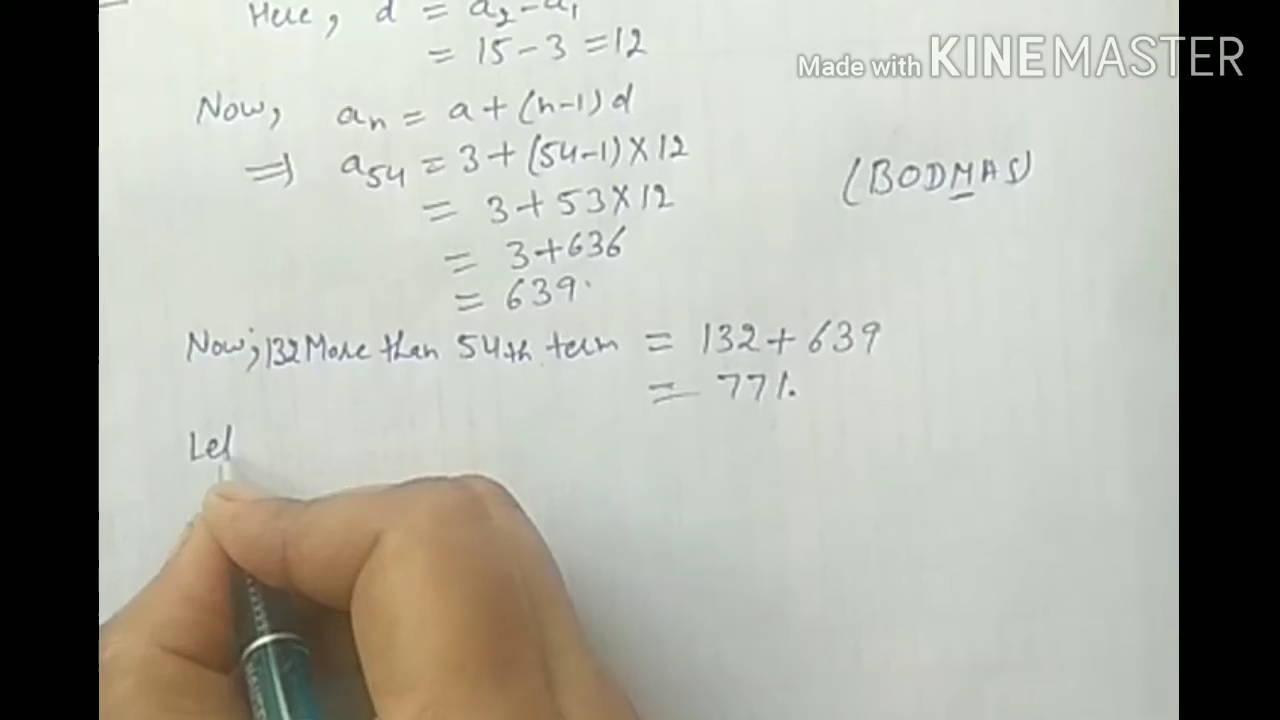 Here, d = a₂-a₁
= 15-3 = 12
Made with KINEMASTER
Now, aₙ = a+(n-1)d
⇒ a₅₄ = 3+(54-1)×12
(BODMAS)
= 3+53×12
= 3+636
= 639.
Now, 132 More than 54th term = 132+639
= 771.
Let